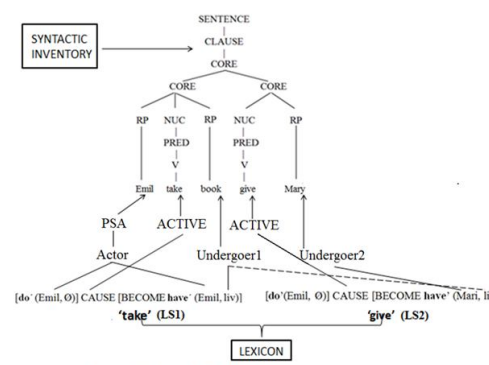 SENTENCE
SYNTACTIC
INVENTORY
CLAUSE
CORE
CORE CORE
RP NUC RP NUC RP
PRED PRED
V V
Emil take book give Mary
PSA ACTIVE ACTIVE
Actor Undergoer1 Undergoer2
[do´ (Emil, Ø)] CAUSE [BECOME have´ (Emil, liv)] [do'(Emil, Ø)] CAUSE [BECOME have' (Mari, li
'take' (LS1) 'give' (LS2)
LEXICON